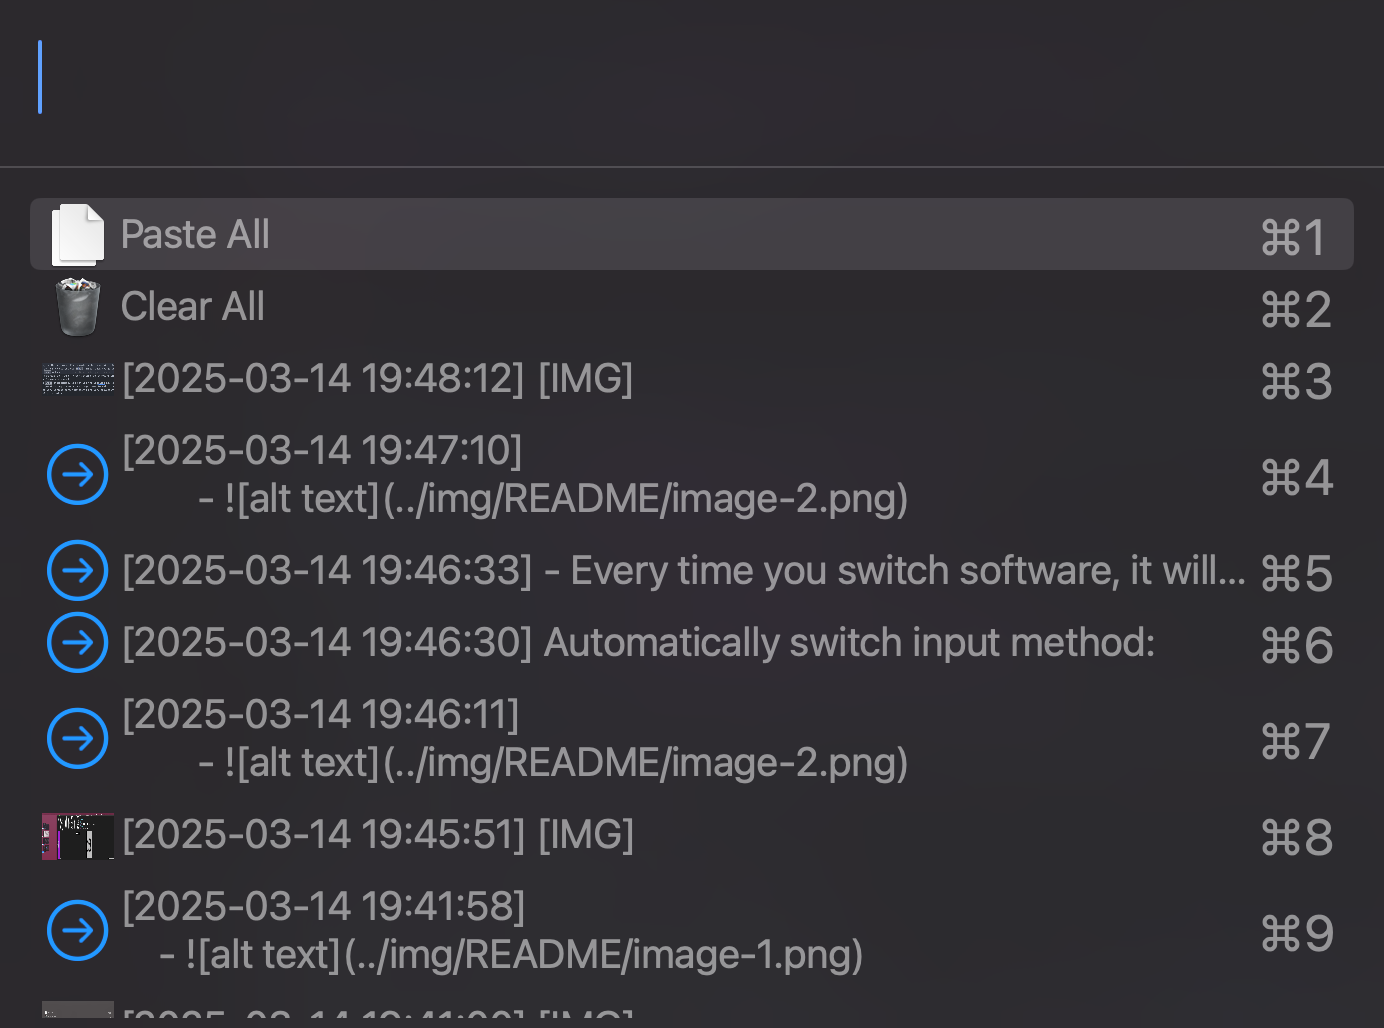 Paste All ⌘1
Clear All ⌘2
[2025-03-14 19:48:12] [IMG] ⌘3
[2025-03-14 19:47:10]
- ![alt text](../img/README/image-2.png) ⌘4
[2025-03-14 19:46:33] - Every time you switch software, it will... ⌘5
[2025-03-14 19:46:30] Automatically switch input method: ⌘6
[2025-03-14 19:46:11]
- ![alt text](../img/README/image-2.png) ⌘7
[2025-03-14 19:45:51] [IMG] ⌘8
[2025-03-14 19:41:58]
- ![alt text](../img/README/image-1.png) ⌘9